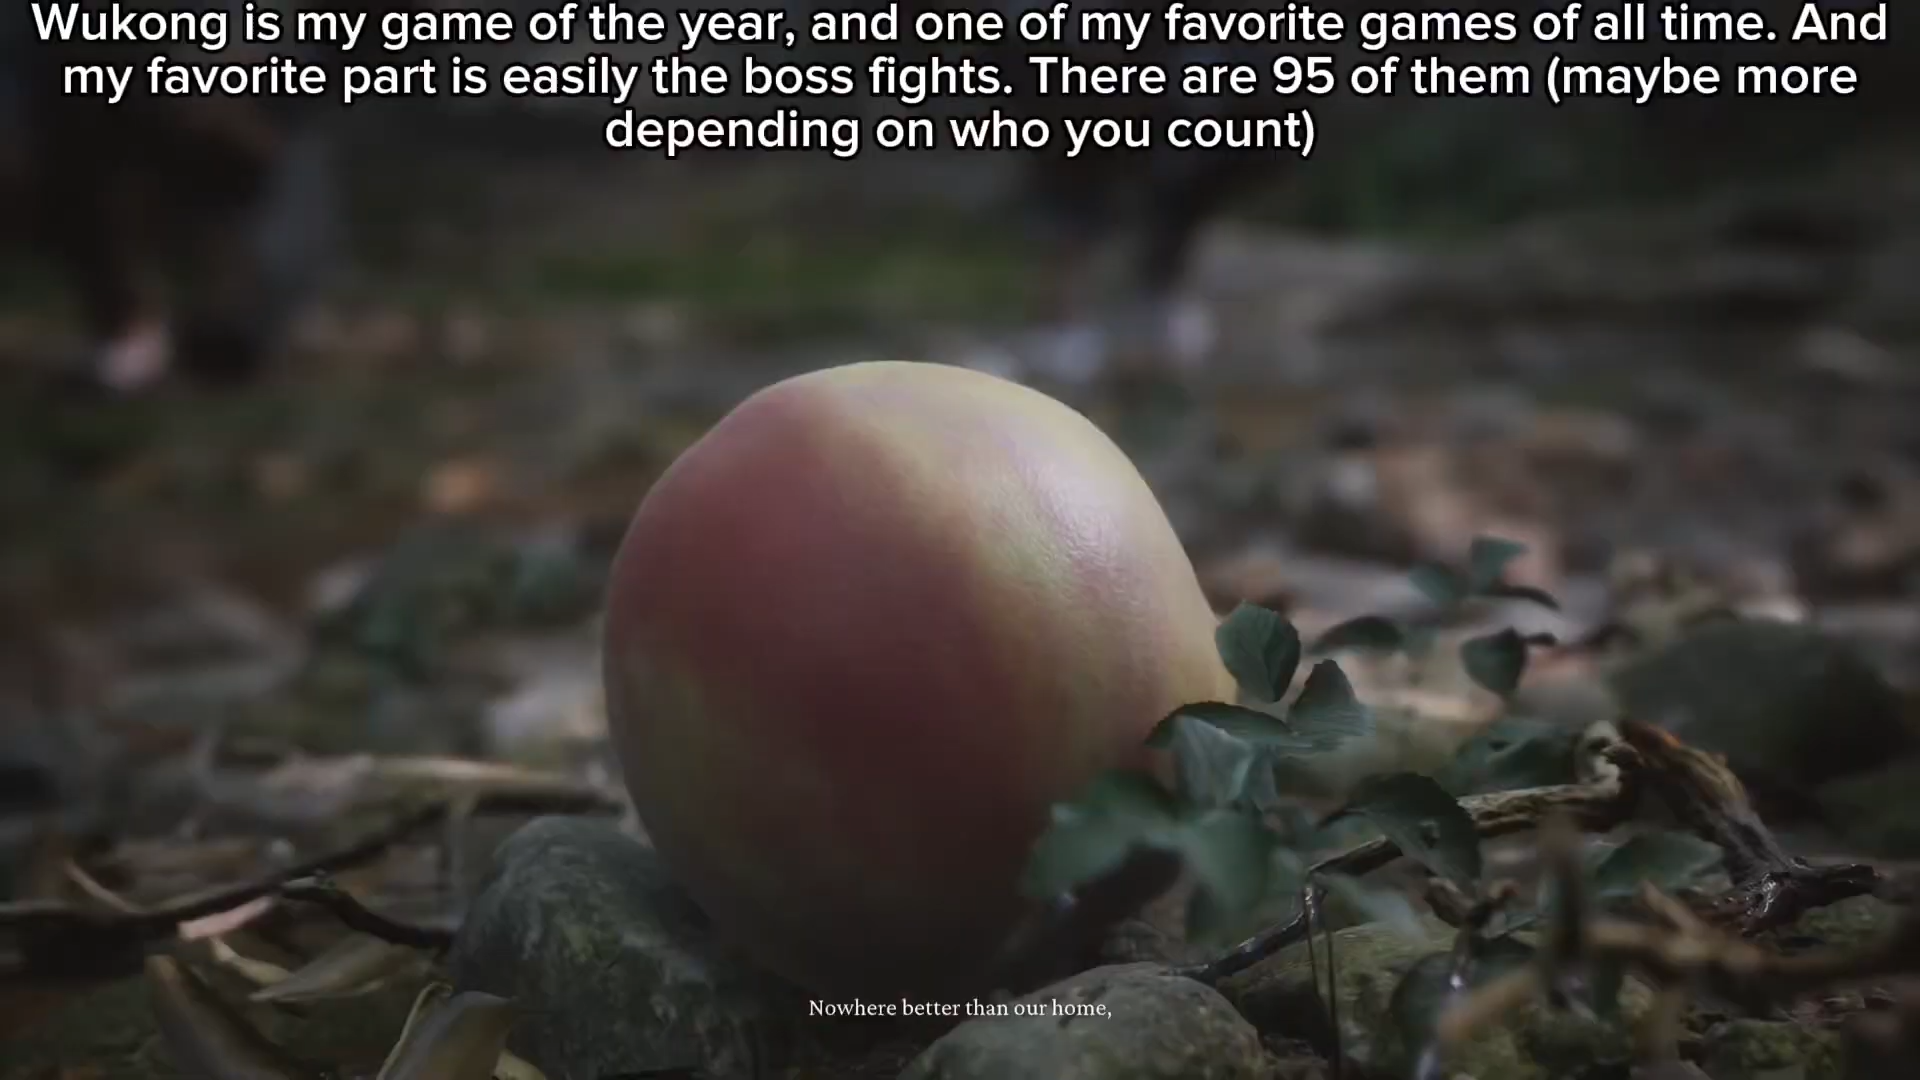 Wukong is my game of the year, and one of my favorite games of all time. And
my favorite part is easily the boss fights. There are 95 of them (maybe more
depending on who you count)
Nowhere better than our home,